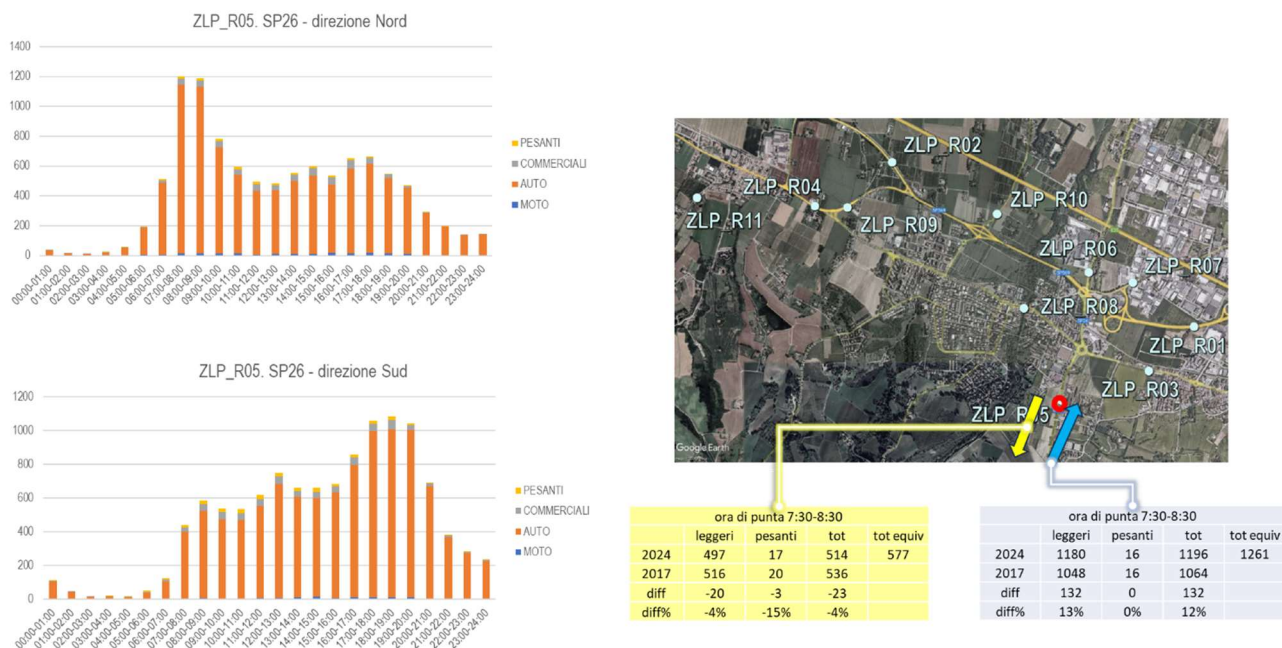 ZLP_R05. SP26 - direzione Nord
1400
1200
1000
800
600
400
200
0
00:00-01:00
01:00-02:00
02:00-03:00
03:00-04:00
04:00-05:00
05:00-06:00
06:00-07:00
07:00-08:00
08:00-09:00
09:00-10:00
10:00-11:00
11:00-12:00
12:00-13:00
13:00-14:00
14:00-15:00
15:00-16:00
16:00-17:00
17:00-18:00
18:00-19:00
19:00-20:00
20:00-21:00
21:00-22:00
22:00-23:00
23:00-24:00
PESANTI
COMMERCIALI
AUTO
MOTO
ZLP_R05. SP26 - direzione Sud
1200
1000
800
600
400
200
0
00:00-01:00
01:00-02:00
02:00-03:00
03:00-04:00
04:00-05:00
05:00-06:00
06:00-07:00
07:00-08:00
08:00-09:00
09:00-10:00
10:00-11:00
11:00-12:00
12:00-13:00
13:00-14:00
14:00-15:00
15:00-16:00
16:00-17:00
17:00-18:00
18:00-19:00
19:00-20:00
20:00-21:00
21:00-22:00
22:00-23:00
23:00-24:00
PESANTI
COMMERCIALI
AUTO
MOTO
ZLP_R02
ZLP_R04
ZLP_R11
ZLP_R09
ZLP_R10
ZLP_R06
ZLP_R07
ZLP_R08
ZLP_R01
ZLP_R03
ZLP_R05
Google Earth
ora di punta 7:30-8:30
leggeri pesanti tot tot equiv
2024 497 17 514 577
2017 516 20 536
diff -20 -3 -23
diff% -4% -15% -4%
ora di punta 7:30-8:30
leggeri pesanti tot tot equiv
2024 1180 16 1196 1261
2017 1048 16 1064
diff 132 0 132
diff% 13% 0% 12%